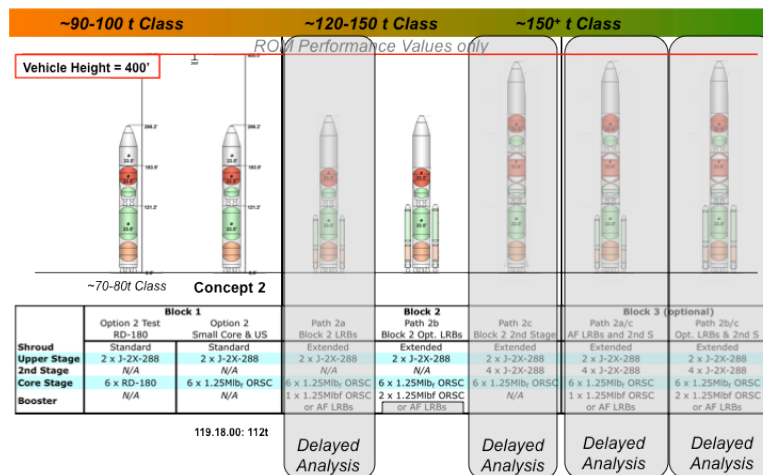 ~90-100 t Class ~120-150 t Class ~150⁺ t Class
ROM Performance Values only
Vehicle Height = 400'
~70-80t Class Concept 2
Block 1 Block 2 Block 3 (optional)
Option 2 Test Option 2 Path 2a Path 2b Path 2c Path 2a/c Path 2b/c
RD-180 Small Core & US Block 2 LRBs Block 2 Opt. LRBs Block 2 2nd Stage AF LRBs and 2nd S Opt. LRBs & 2nd S
Shroud Standard Standard Extended Extended Extended Extended Extended
Upper Stage 2 x J-2X-288 2 x J-2X-288 2 x J-2X-288 2 x J-2X-288 2 x J-2X-288 2 x J-2X-288 2 x J-2X-288
2nd Stage N/A N/A N/A N/A 4 x J-2X-288 4 x J-2X-288 4 x J-2X-288
Core Stage 6 x RD-180 6 x 1.25Mlbf ORSC 6 x 1.25Mlbf ORSC 6 x 1.25Mlbf ORSC 6 x 1.25Mlbf ORSC 6 x 1.25Mlbf ORSC 6 x 1.25Mlbf ORSC
Booster N/A N/A 1 x 1.25Mlbf ORSC 2 x 1.25Mlbf ORSC N/A 1 x 1.25Mlbf ORSC 2 x 1.25Mlbf ORSC
or AF LRBs or AF LRBs or AF LRBs or AF LRBs
119.18.00: 112t
Delayed Delayed Delayed Delayed
Analysis Analysis Analysis Analysis